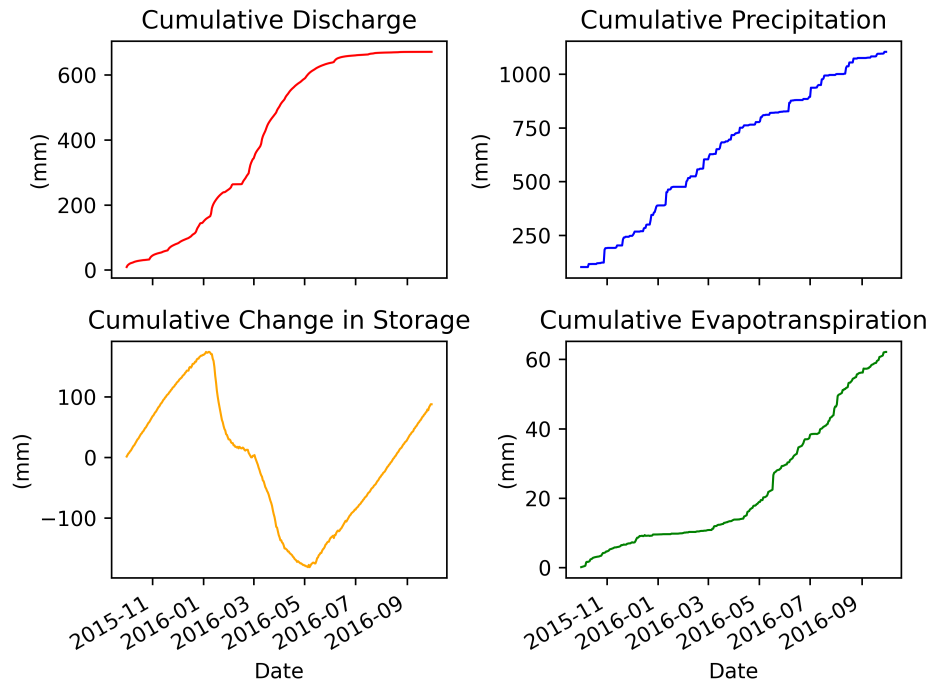 Cumulative Discharge
(mm)
600
400
200
0
Cumulative Precipitation
(mm)
1000
750
500
250
Cumulative Change in Storage
(mm)
100
0
−100
2015-11
2016-01
2016-03
2016-05
2016-07
2016-09
Date
Cumulative Evapotranspiration
(mm)
60
40
20
0
2015-11
2016-01
2016-03
2016-05
2016-07
2016-09
Date